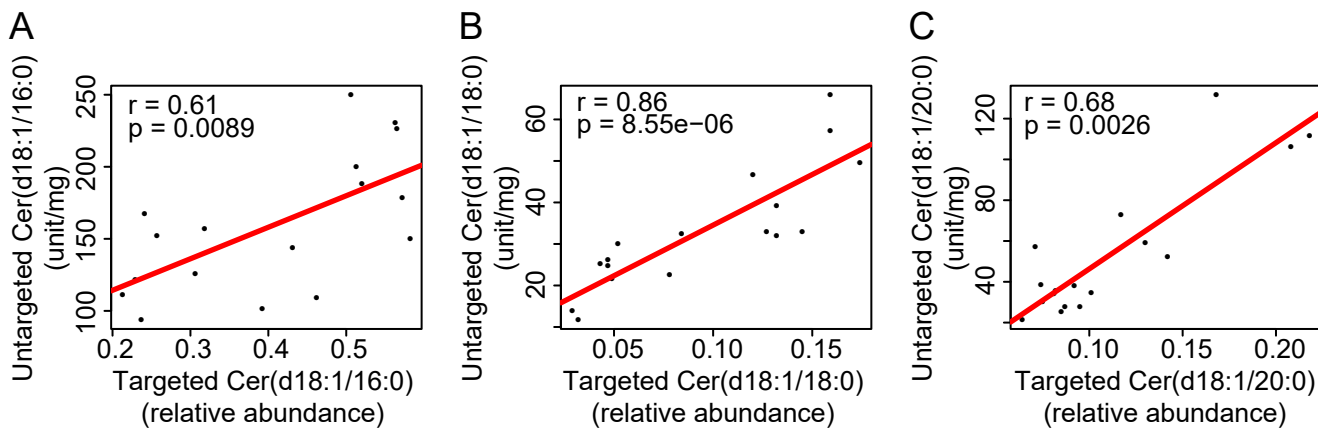 A
Untargeted Cer(d18:1/16:0)
(unit/mg)
250
200
150
100
r = 0.61
p = 0.0089
0.2 0.3 0.4 0.5
Targeted Cer(d18:1/16:0)
(relative abundance)
B
Untargeted Cer(d18:1/18:0)
(unit/mg)
60
40
20
r = 0.86
p = 8.55e−06
0.05 0.10 0.15
Targeted Cer(d18:1/18:0)
(relative abundance)
C
Untargeted Cer(d18:1/20:0)
(unit/mg)
120
80
40
r = 0.68
p = 0.0026
0.10 0.15 0.20
Targeted Cer(d18:1/20:0)
(relative abundance)